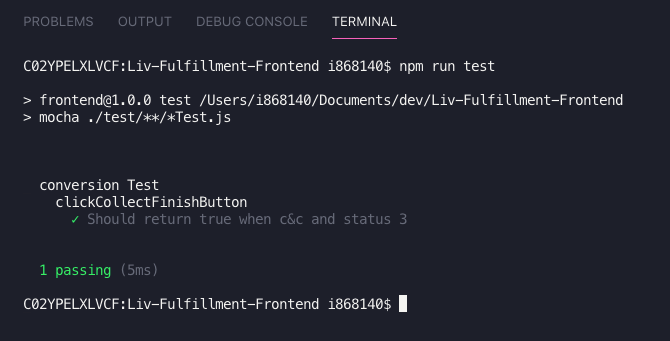 PROBLEMS OUTPUT DEBUG CONSOLE TERMINAL
C02YPELXLVCF:Liv-Fulfillment-Frontend i868140$ npm run test
> frontend@1.0.0 test /Users/i868140/Documents/dev/Liv-Fulfillment-Frontend
> mocha ./test/**/*Test.js
conversion Test
clickCollectFinishButton
✓ Should return true when c&c and status 3
1 passing (5ms)
C02YPELXLVCF:Liv-Fulfillment-Frontend i868140$